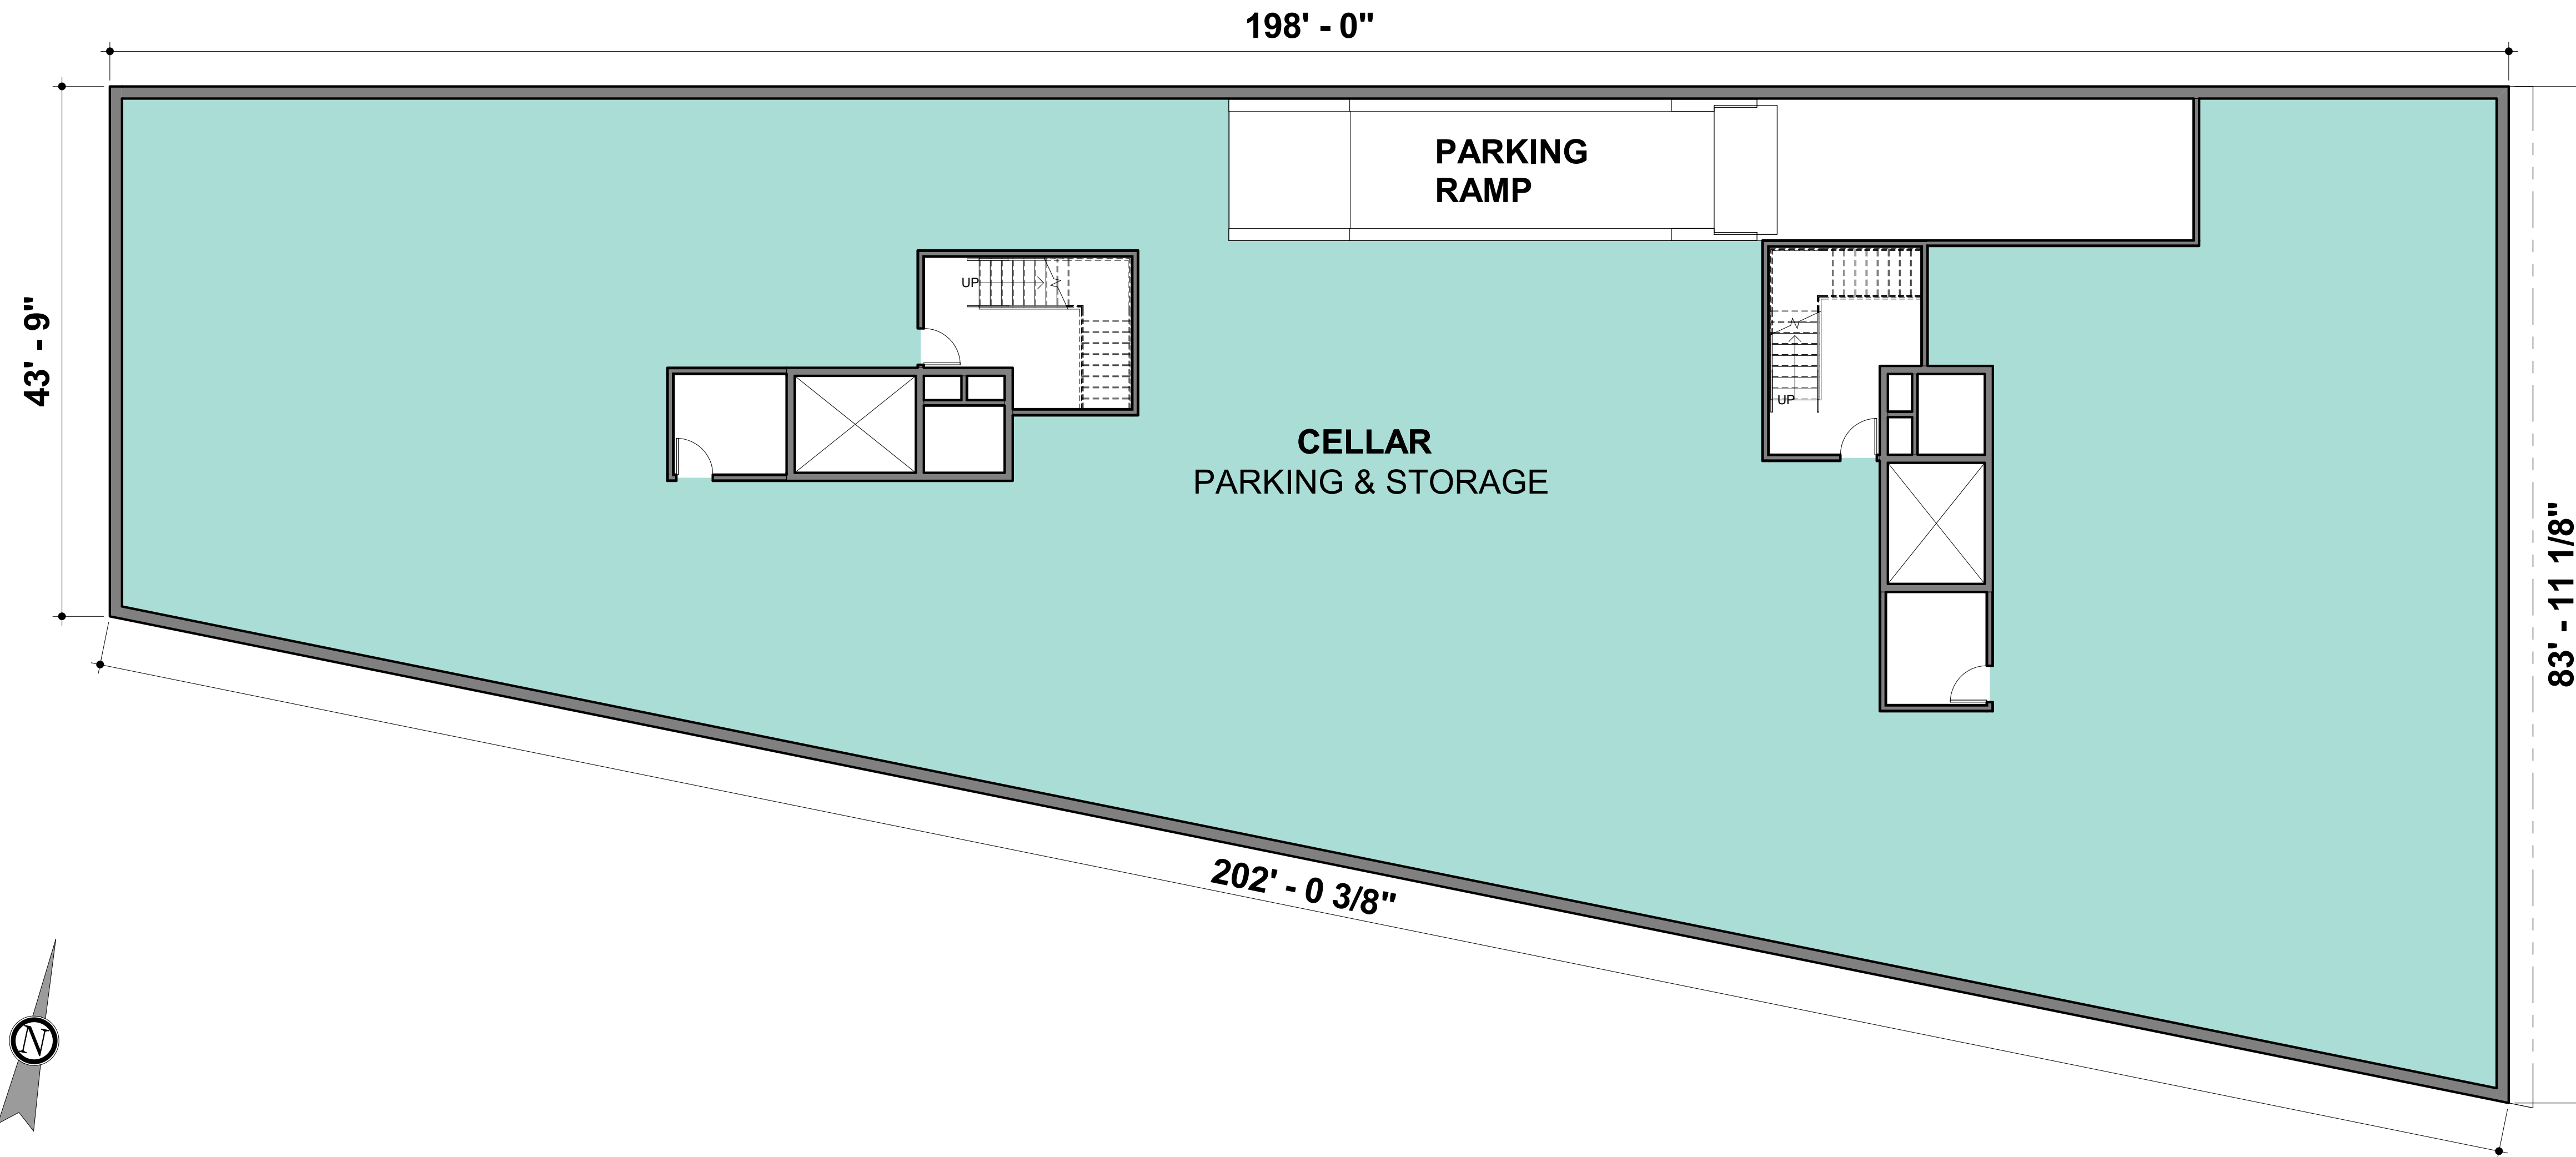 198' - 0"
PARKING
RAMP
UP
43' - 9"
UP
CELLAR
PARKING & STORAGE
83' - 11 1/8"
202' - 0 3/8"
N